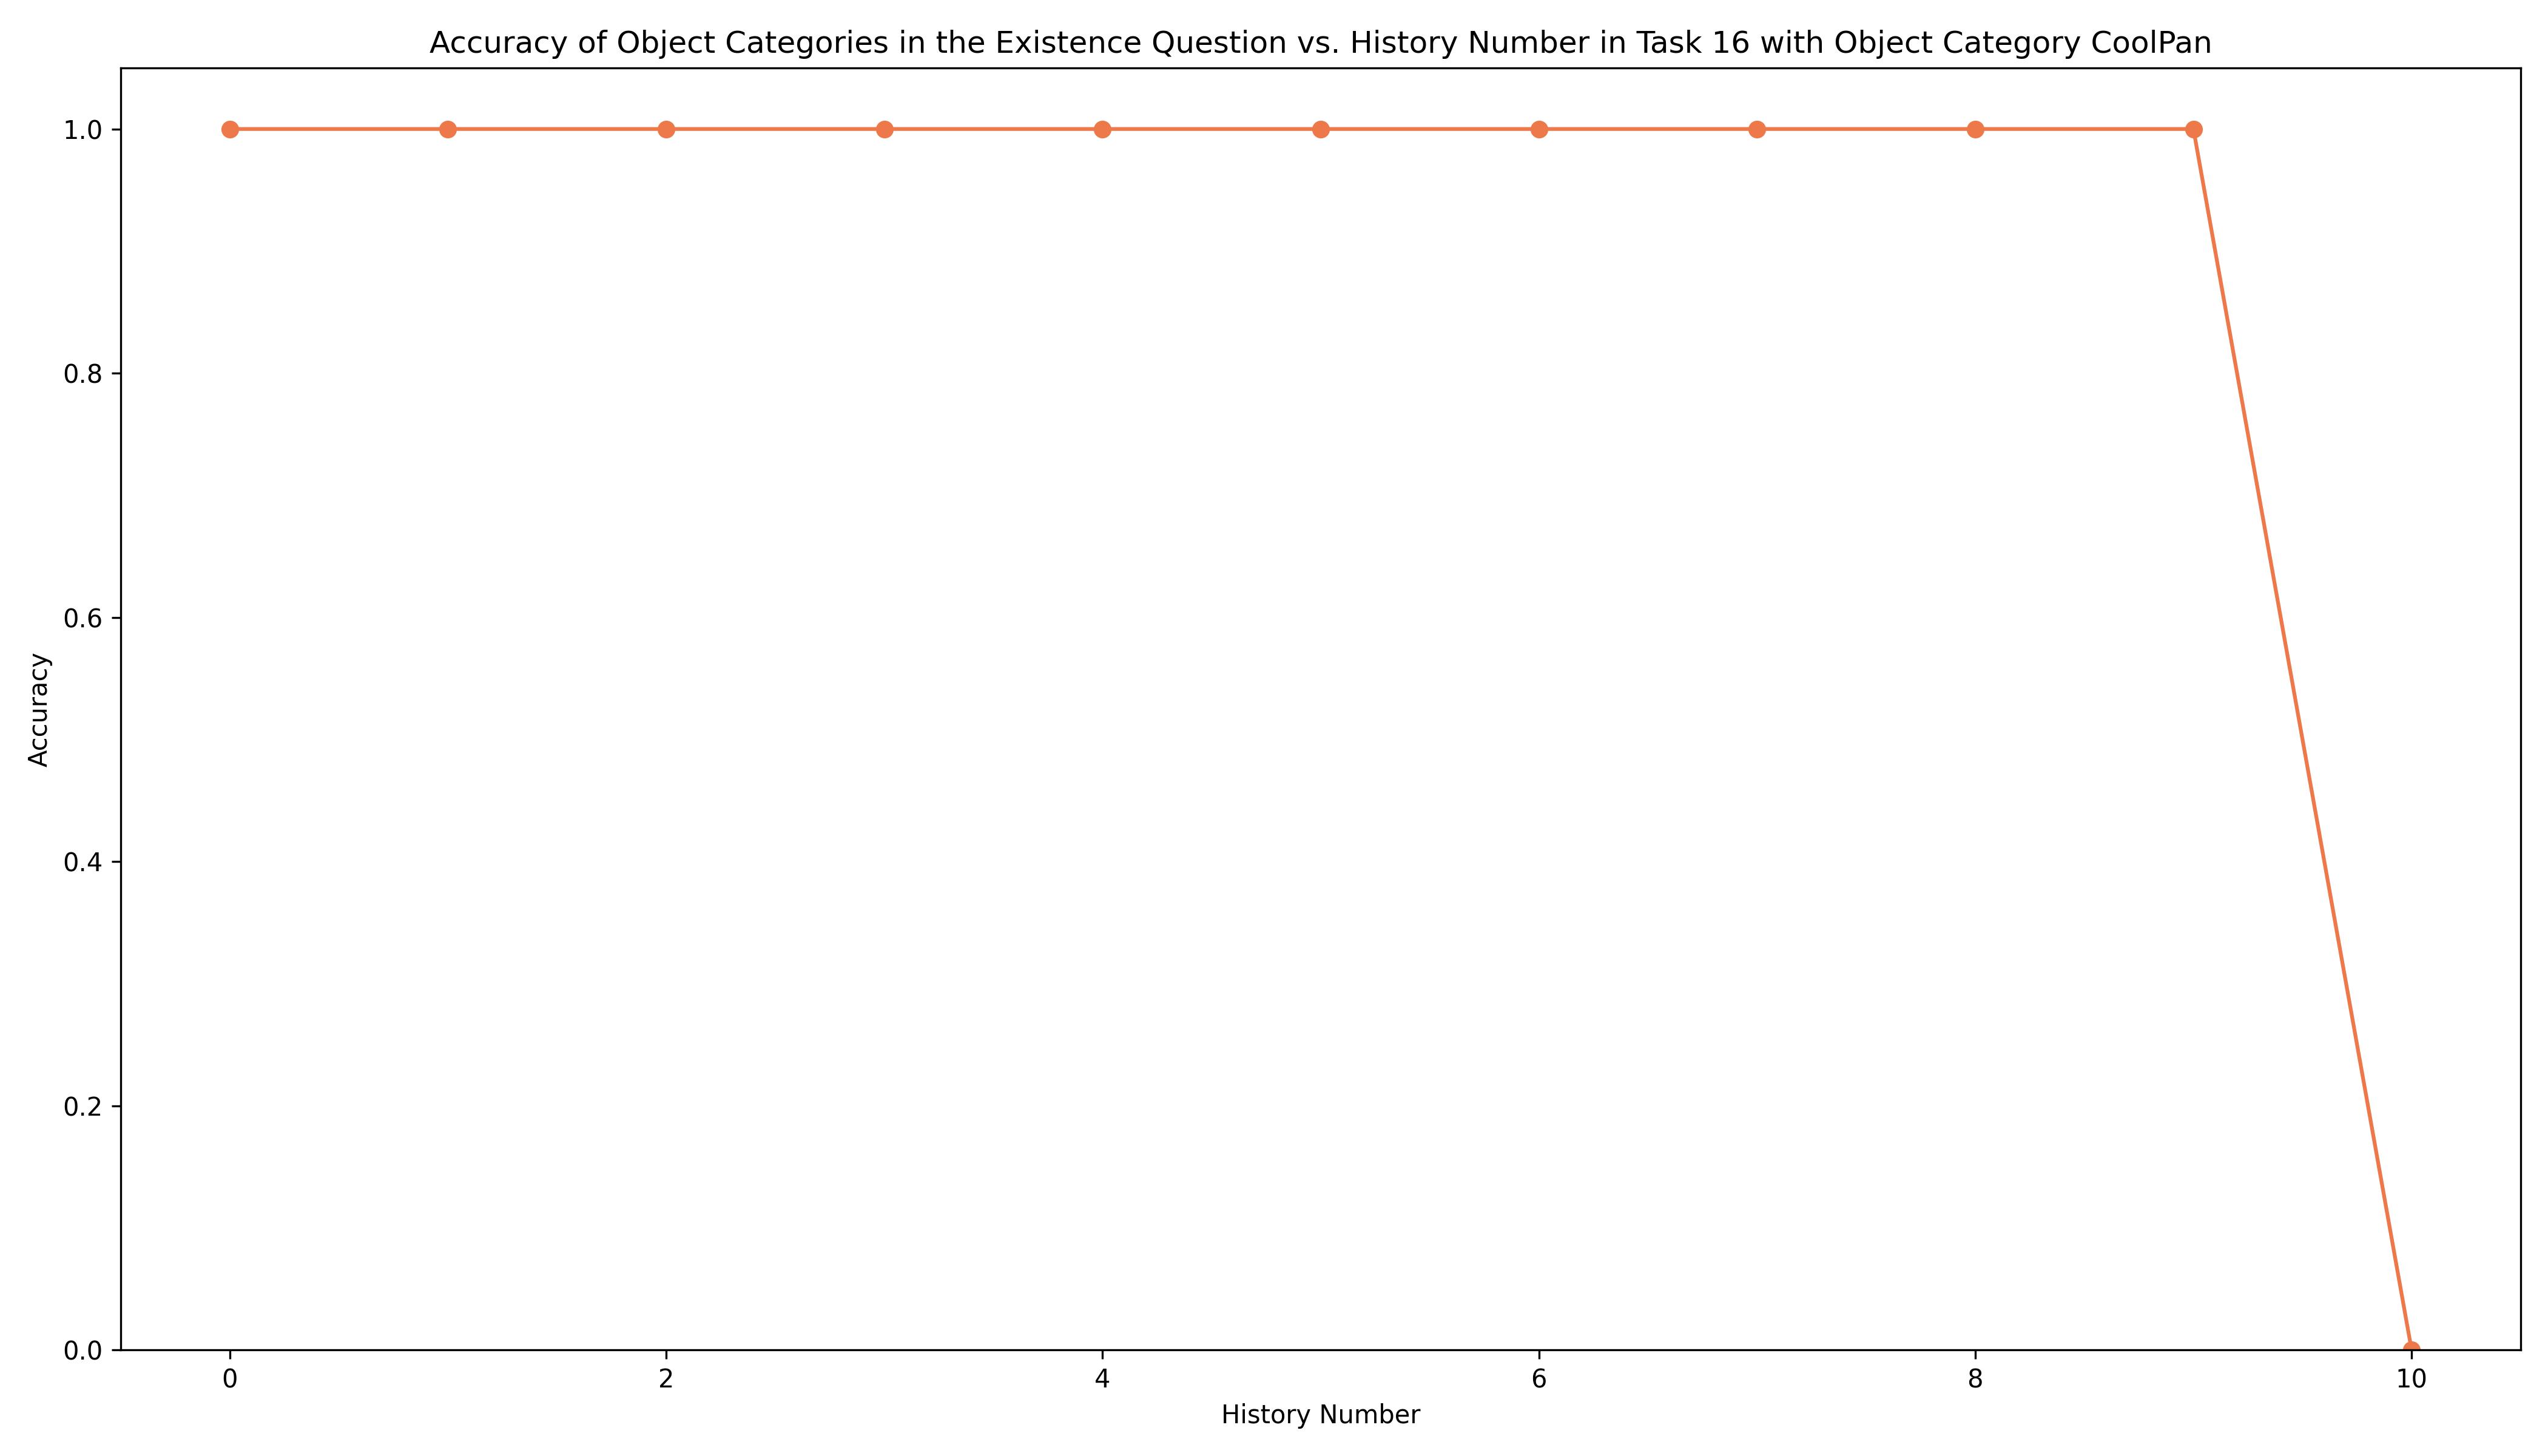 Accuracy of Object Categories in the Existence Question vs. History Number in Task 16 with Object Category CoolPan
1.0
0.8
0.6
0.4
0.2
0.0
Accuracy
0 2 4 6 8 10
History Number